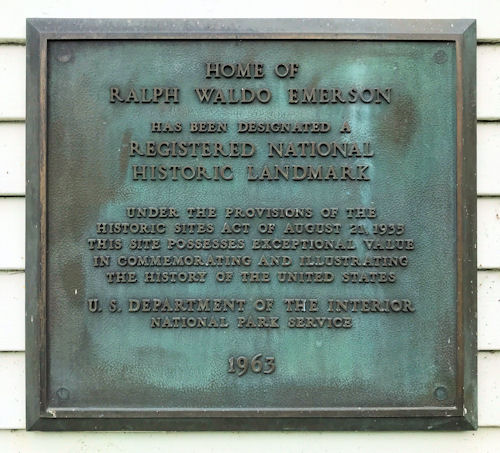 HOME OF
RALPH WALDO EMERSON
HAS BEEN DESIGNATED A
REGISTERED NATIONAL
HISTORIC LANDMARK
UNDER THE PROVISIONS OF THE
HISTORIC SITES ACT OF AUGUST 21, 1935
THIS SITE POSSESSES EXCEPTIONAL VALUE
IN COMMEMORATING AND ILLUSTRATING
THE HISTORY OF THE UNITED STATES
U. S. DEPARTMENT OF THE INTERIOR
NATIONAL PARK SERVICE
1963